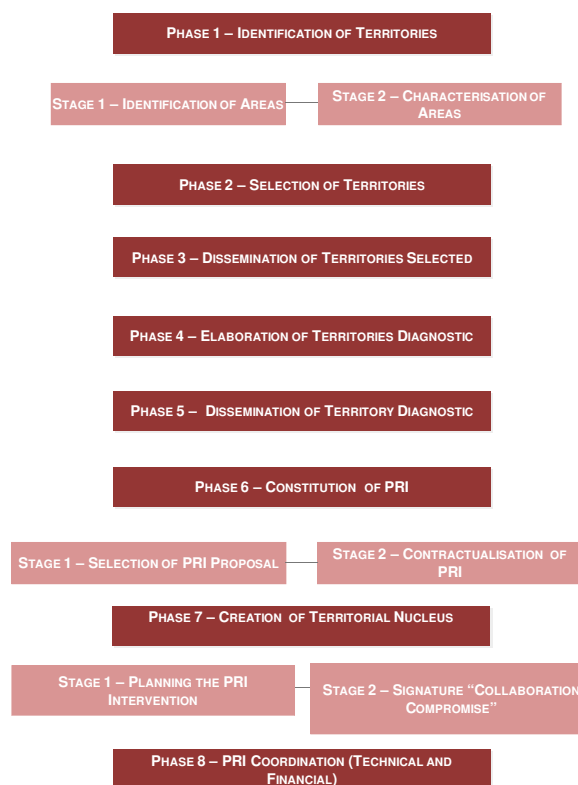 PHASE 1 – IDENTIFICATION OF TERRITORIES
STAGE 1 – IDENTIFICATION OF AREAS
STAGE 2 – CHARACTERISATION OF
AREAS
PHASE 2 – SELECTION OF TERRITORIES
PHASE 3 – DISSEMINATION OF TERRITORIES SELECTED
PHASE 4 – ELABORATION OF TERRITORIES DIAGNOSTIC
PHASE 5 – DISSEMINATION OF TERRITORY DIAGNOSTIC
PHASE 6 – CONSTITUTION OF PRI
STAGE 1 – SELECTION OF PRI PROPOSAL
STAGE 2 – CONTRACTUALISATION OF
PRI
PHASE 7 – CREATION OF TERRITORIAL NUCLEUS
STAGE 1 – PLANNING THE PRI
INTERVENTION
STAGE 2 – SIGNATURE “COLLABORATION
COMPROMISE”
PHASE 8 – PRI COORDINATION (TECHNICAL AND
FINANCIAL)